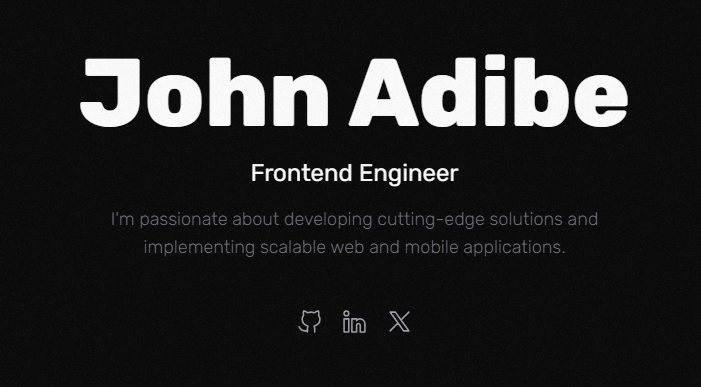 John Adibe
Frontend Engineer
I'm passionate about developing cutting-edge solutions and
implementing scalable web and mobile applications.